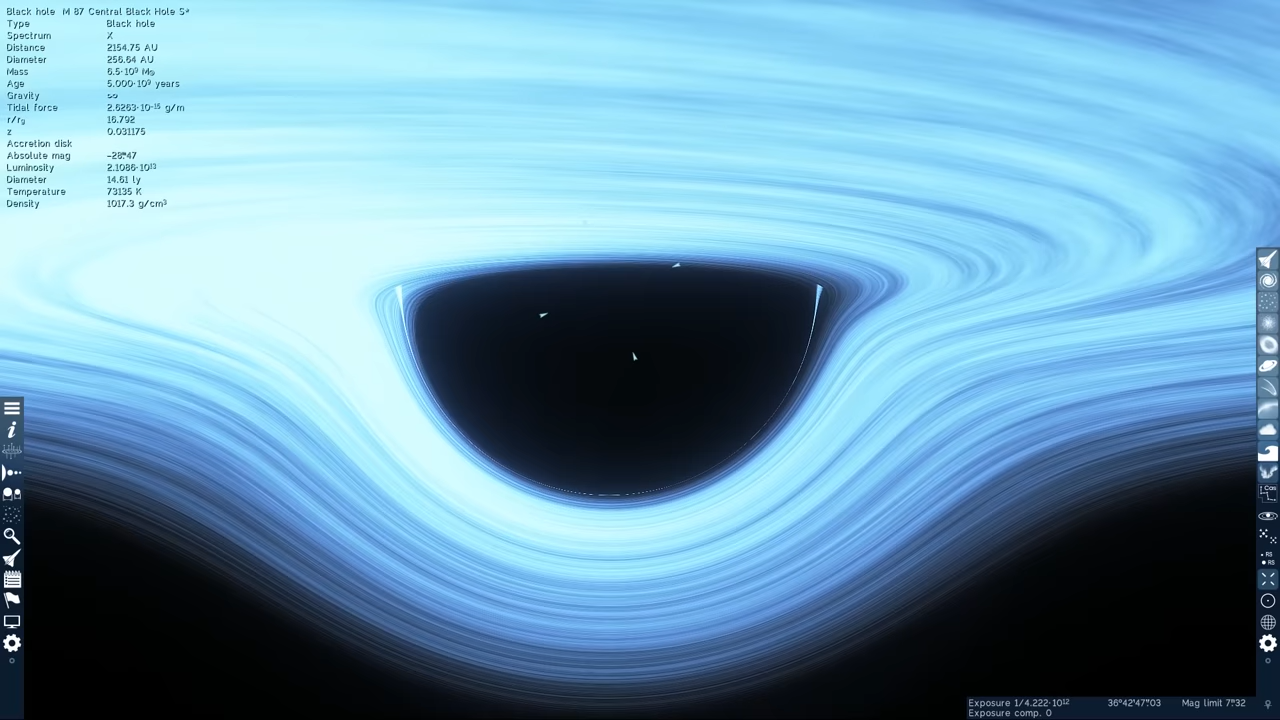 Black hole M 87 Central Black Hole S*
Type Black hole
Spectrum X
Distance 2154.75 AU
Diameter 256.64 AU
Mass 6.5·10⁹ M☉
Age 5.000·10⁹ years
Gravity ∞
Tidal force 2.6263·10⁻¹⁵ g/m
r/rg 16.792
z 0.031175
Accretion disk
Absolute mag -28ᵐ47
Luminosity 2.1086·10¹³
Diameter 14.61 ly
Temperature 73135 K
Density 1017.3 g/cm³
i
Con
RS
RS
Exposure 1/4.222·10¹² 36°42'47"03 Mag limit 7ᵐ32
Exposure comp. 0